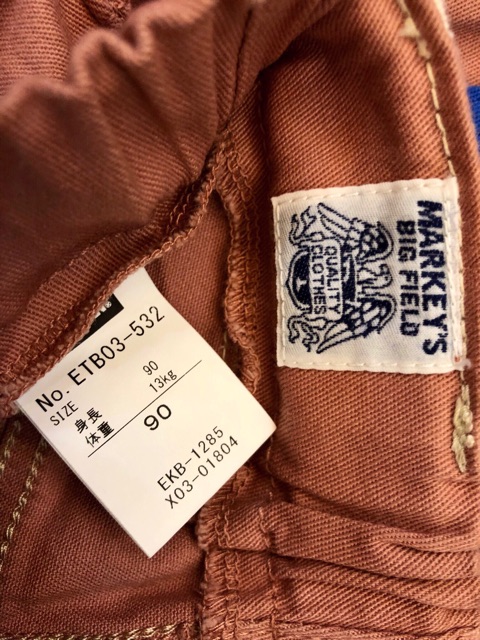 No. ETB03-532
SIZE 90
身長 13kg
体重 90
EKB-1285
X03-01804
MARKEY'S
BIG FIELD
QUALITY
CLOTHES